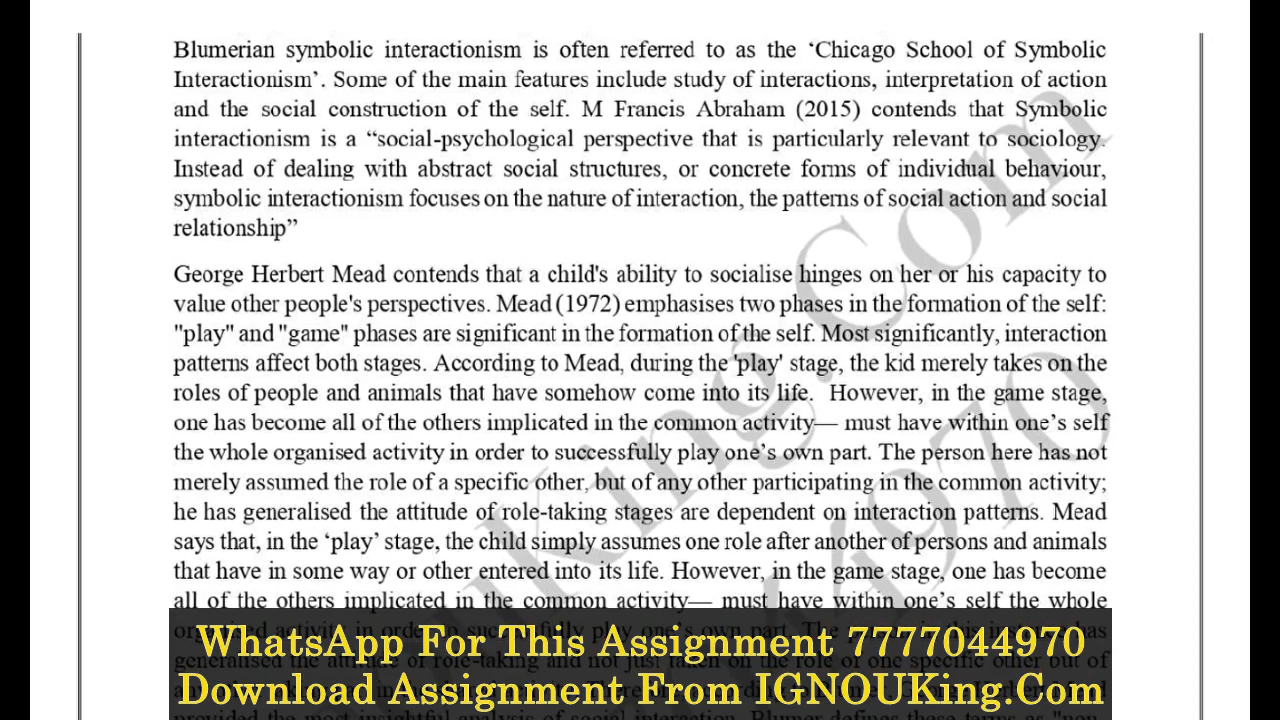 Blumerian symbolic interactionism is often referred to as the ‘Chicago School of Symbolic
Interactionism’. Some of the main features include study of interactions, interpretation of action
and the social construction of the self. M Francis Abraham (2015) contends that Symbolic
interactionism is a “social-psychological perspective that is particularly relevant to sociology.
Instead of dealing with abstract social structures, or concrete forms of individual behaviour,
symbolic interactionism focuses on the nature of interaction, the patterns of social action and social
relationship”
George Herbert Mead contends that a child's ability to socialise hinges on her or his capacity to
value other people's perspectives. Mead (1972) emphasises two phases in the formation of the self:
"play" and "game" phases are significant in the formation of the self. Most significantly, interaction
patterns affect both stages. According to Mead, during the 'play' stage, the kid merely takes on the
roles of people and animals that have somehow come into its life. However, in the game stage,
one has become all of the others implicated in the common activity— must have within one’s self
the whole organised activity in order to successfully play one’s own part. The person here has not
merely assumed the role of a specific other, but of any other participating in the common activity;
he has generalised the attitude of role-taking stages are dependent on interaction patterns. Mead
says that, in the ‘play’ stage, the child simply assumes one role after another of persons and animals
that have in some way or other entered into its life. However, in the game stage, one has become
all of the others implicated in the common activity— must have within one’s self the whole
WhatsApp For This Assignment 7777044970
Download Assignment From IGNOUKing.Com